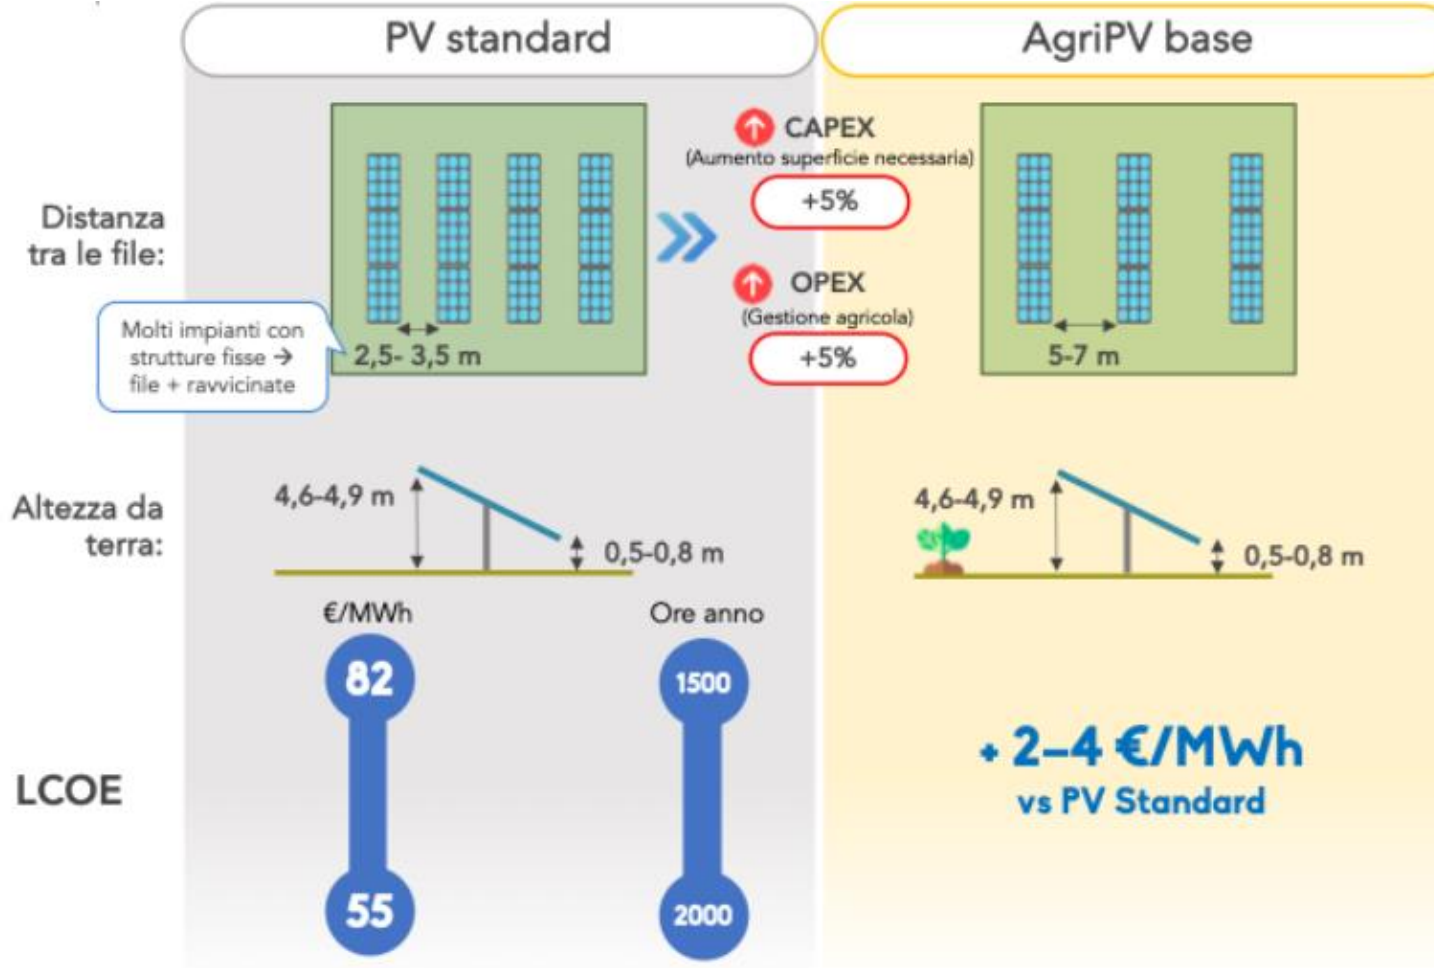 PV standard
AgriPV base
Distanza
tra le file:
CAPEX
(Aumento superficie necessaria)
+5%
OPEX
(Gestione agricola)
+5%
Molti impianti con
strutture fisse →
file + ravvicinate
2,5- 3,5 m
5-7 m
Altezza da
terra:
4,6-4,9 m
0,5-0,8 m
4,6-4,9 m
0,5-0,8 m
€/MWh
Ore anno
82
1500
LCOE
+ 2-4 €/MWh
vs PV Standard
55
2000